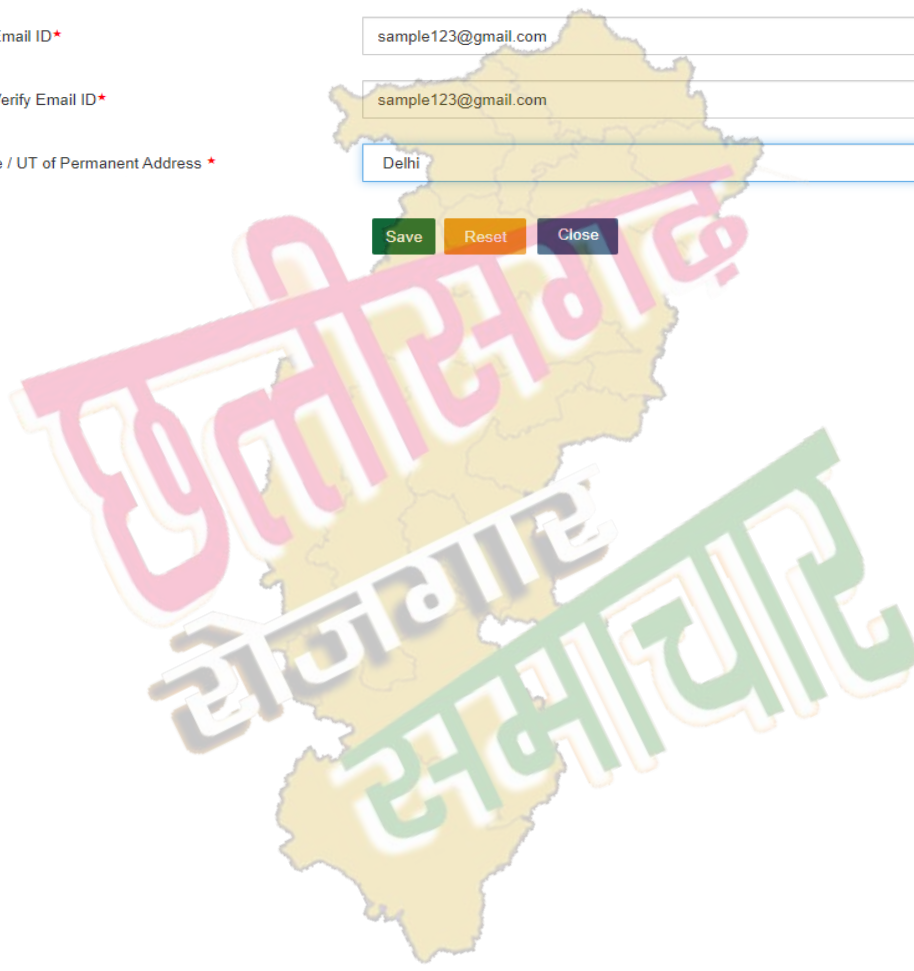 Email ID*
sample123@gmail.com
Verify Email ID*
sample123@gmail.com
e / UT of Permanent Address *
Delhi
Save Reset Close
छत्तीसगढ़
रोजगार
समाचार